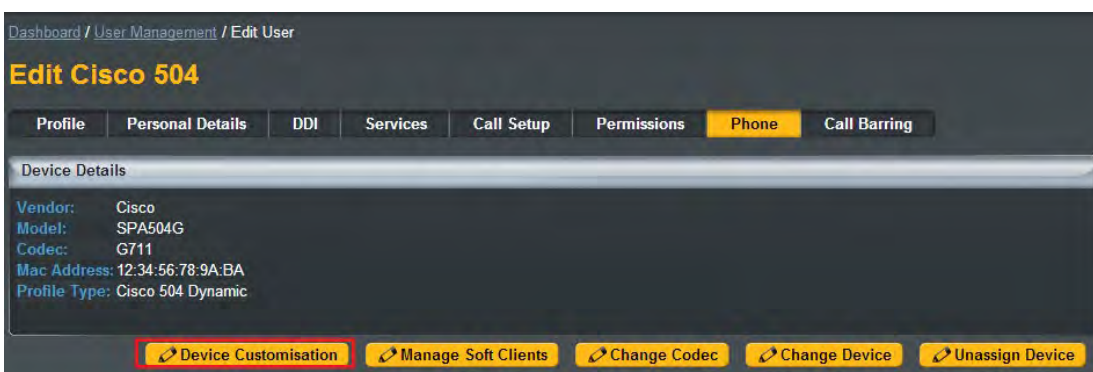 Dashboard / User Management / Edit User
Edit Cisco 504
Profile Personal Details DDI Services Call Setup Permissions Phone Call Barring
Device Details
Vendor: Cisco
Model: SPA504G
Codec: G711
Mac Address: 12:34:56:78:9A:BA
Profile Type: Cisco 504 Dynamic
Device Customisation Manage Soft Clients Change Codec Change Device Unassign Device